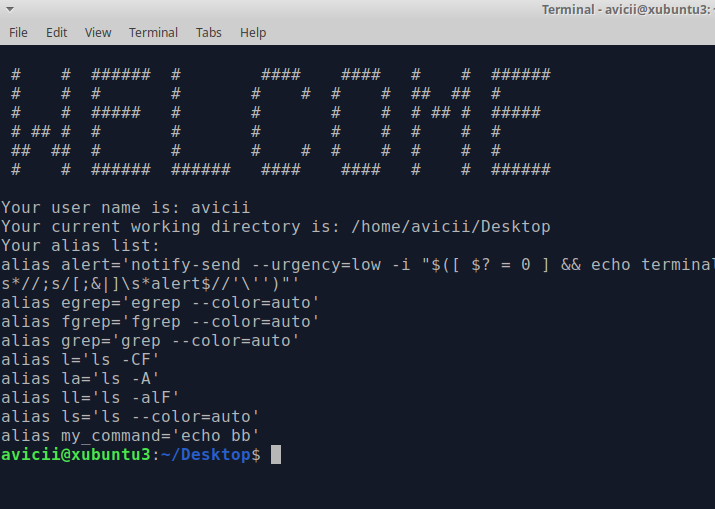 Terminal - avicii@xubuntu3:
File Edit View Terminal Tabs Help
WELCOME
Your user name is: avicii
Your current working directory is: /home/avicii/Desktop
Your alias list:
alias alert='notify-send --urgency=low -i "$([ $? = 0 ] && echo terminal
s*//;s/[;&|]\s*alert$//'\'')"'
alias egrep='egrep --color=auto'
alias fgrep='fgrep --color=auto'
alias grep='grep --color=auto'
alias l='ls -CF'
alias la='ls -A'
alias ll='ls -alF'
alias ls='ls --color=auto'
alias my_command='echo bb'
avicii@xubuntu3:~/Desktop$